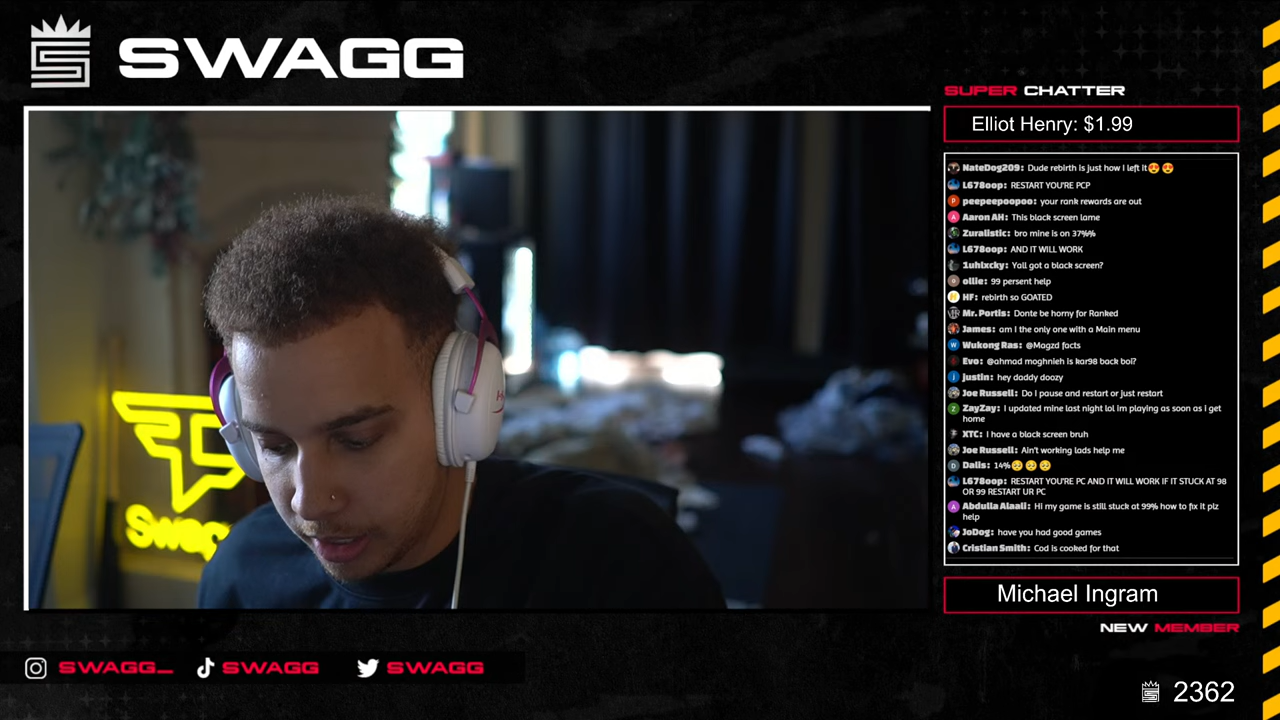 SWAGG
SUPER CHATTER
Elliot Henry: $1.99
NateDog209: Dude rebirth is just how I left it😍😍
L678oop: RESTART YOU'RE PCP
peepeepoopoo: your rank rewards are out
Aaron AH: This black screen lame
Zuralistic: bro mine is on 37%%
L678oop: AND IT WILL WORK
1uhlxcky: Yall got a black screen?
ollie: 99 persent help
HF: rebirth so GOATED
Mr. Portis: Donte be horny for Ranked
James: am I the only one with a Main menu
Wukong Ras: @Magzd facts
Evo: @ahmad moghnieh is kar98 back boi?
justin: hey daddy doozy
Joe Russell: Do I pause and restart or just restart
ZayZay: I updated mine last night lol im playing as soon as i get
home
XTC: I have a black screen bruh
Joe Russell: Ain't working lads help me
Dalis: 14%🥺🥺🥺
L678oop: RESTART YOU'RE PC AND IT WILL WORK IF IT STUCK AT 98
OR 99 RESTART UR PC
Abdulla Alaali: Hi my game is still stuck at 99% how to fix it plz
help
JoDog: have you had good games
Cristian Smith: Cod is cooked for that
Swagg
Michael Ingram
NEW MEMBER
SWAGG_ SWAGG SWAGG
2362